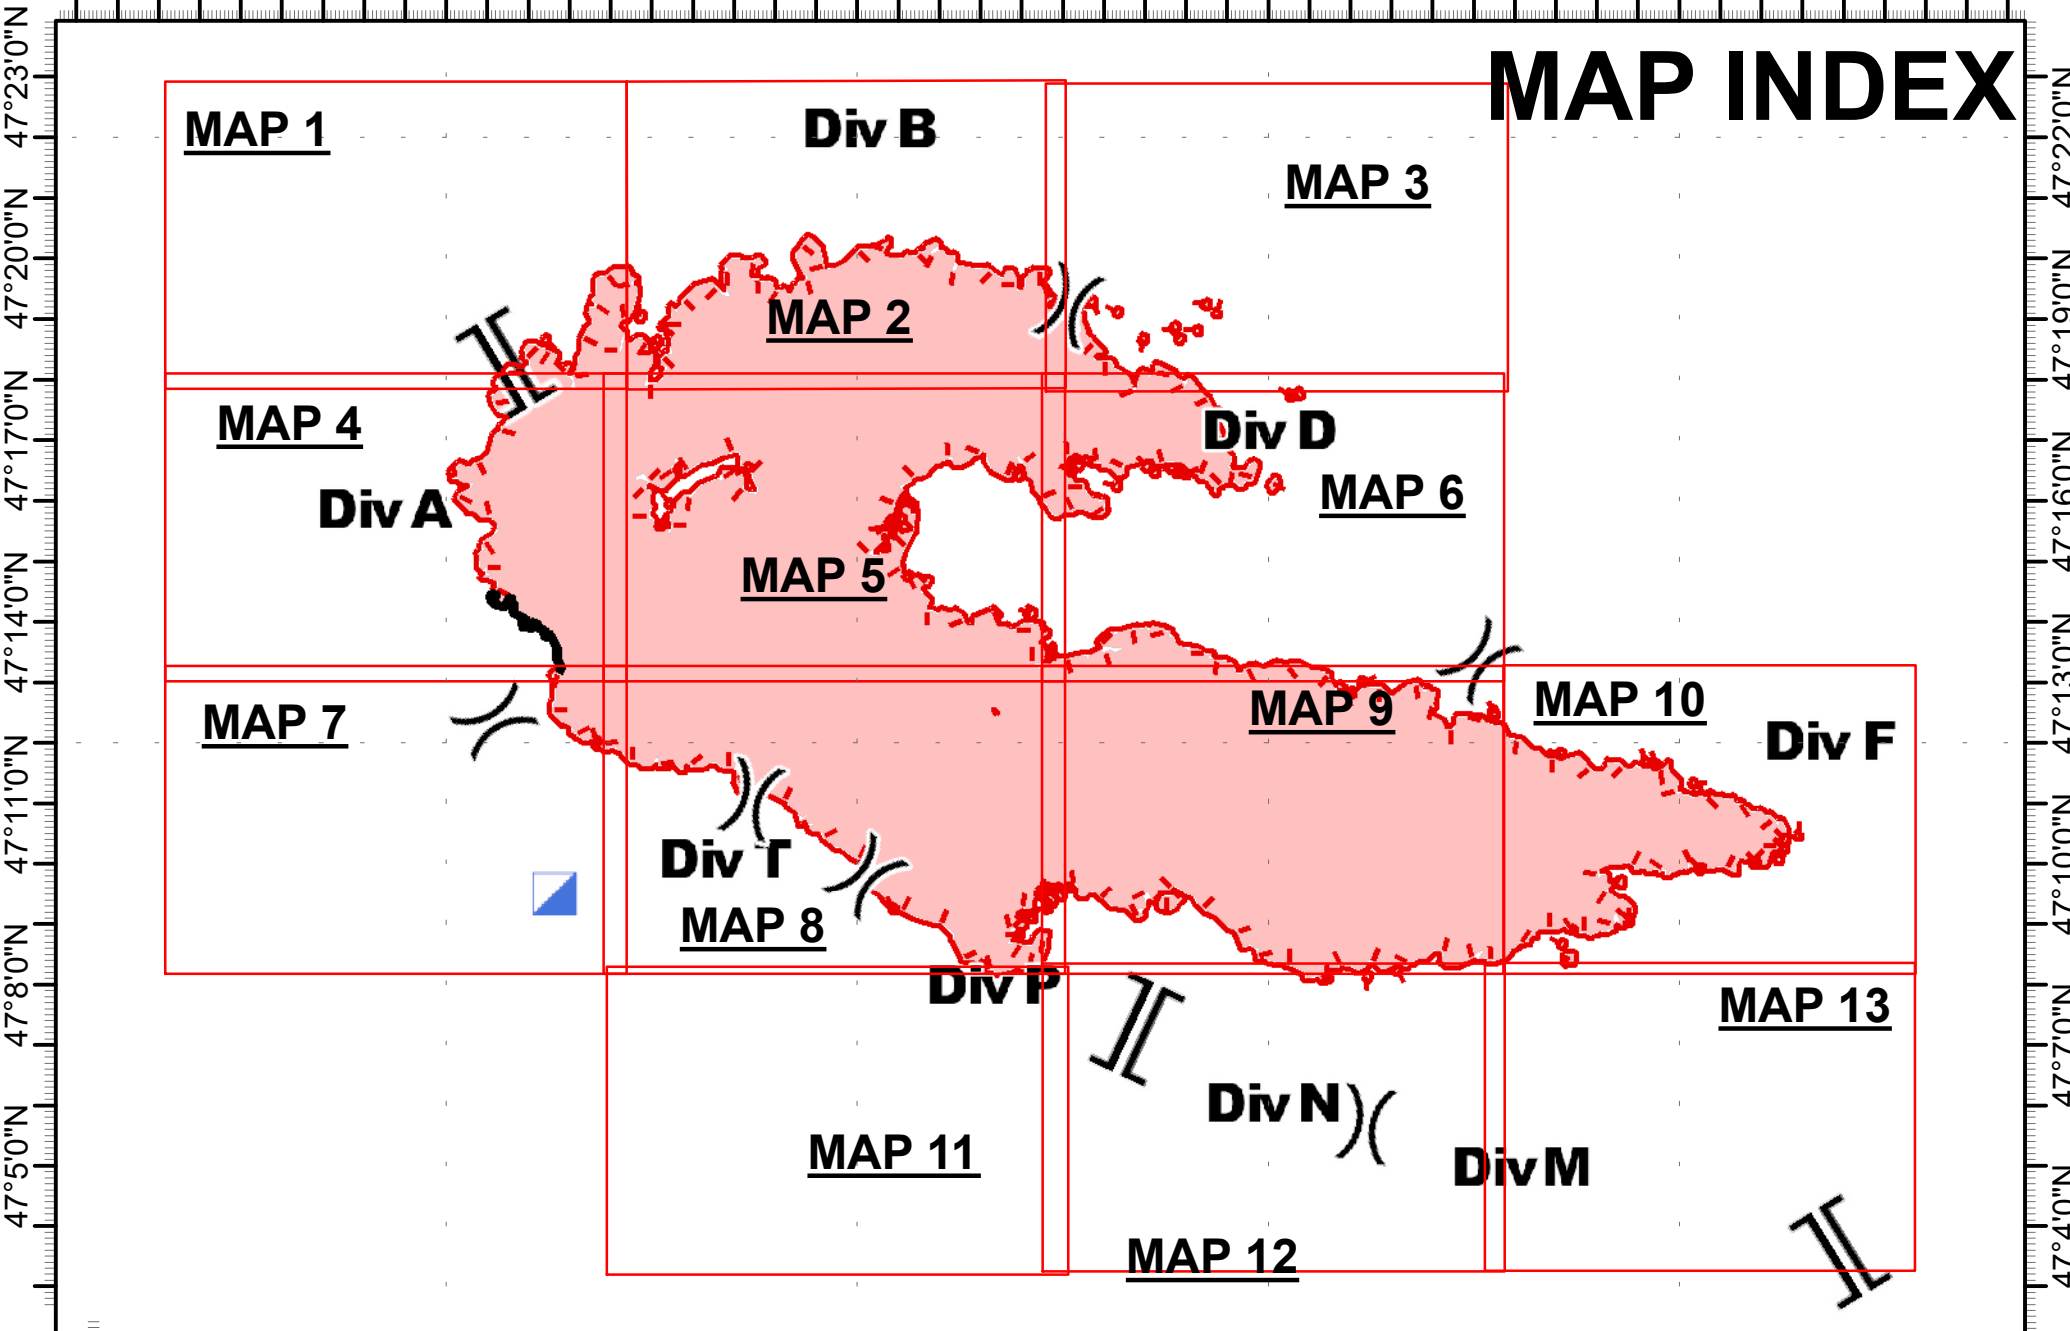 MAP INDEX
MAP 1
Div B
MAP 3
MAP 2
MAP 4
Div D
Div A
MAP 6
MAP 5
MAP 7
MAP 9
MAP 10
Div F
Div T
MAP 8
Div P
MAP 13
Div N
MAP 11
Div M
MAP 12
47°23'0"N
47°20'0"N
47°19'0"N
47°17'0"N
47°16'0"N
47°14'0"N
47°13'0"N
47°11'0"N
47°10'0"N
47°8'0"N
47°7'0"N
47°5'0"N
47°4'0"N
47°22'0"N